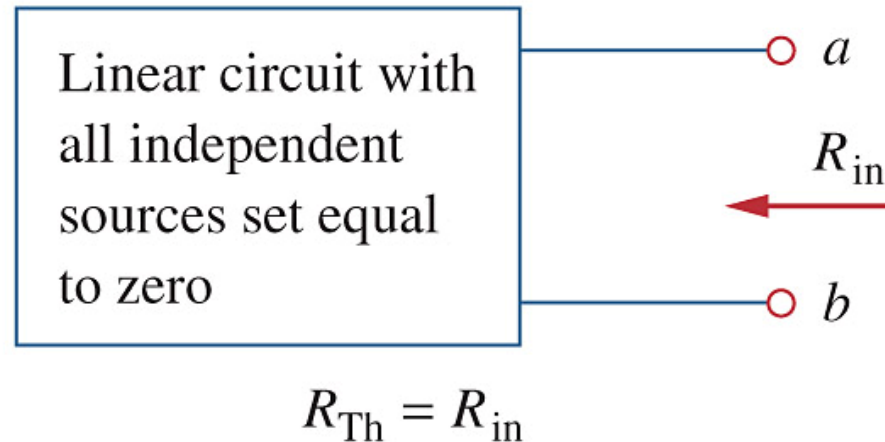 Linear circuit with
all independent
sources set equal
to zero
a
R_in
b
R_Th = R_in